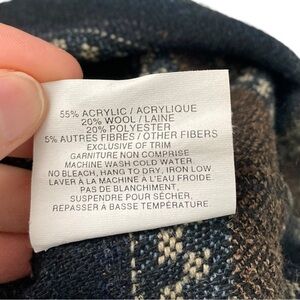 55% ACRYLIC / ACRYLIQUE
20% WOOL / LAINE
20% POLYESTER
5% AUTRES FIBRES / OTHER FIBERS
EXCLUSIVE OF TRIM
GARNITURE NON COMPRISE
MACHINE WASH COLD WATER.
NO BLEACH, HANG TO DRY, IRON LOW.
LAVER À LA MACHINE À L'EAU FROIDE
PAS DE BLANCHIMENT,
SUSPENDRE POUR SÉCHER,
REPASSER À BASSE TEMPÉRATURE.